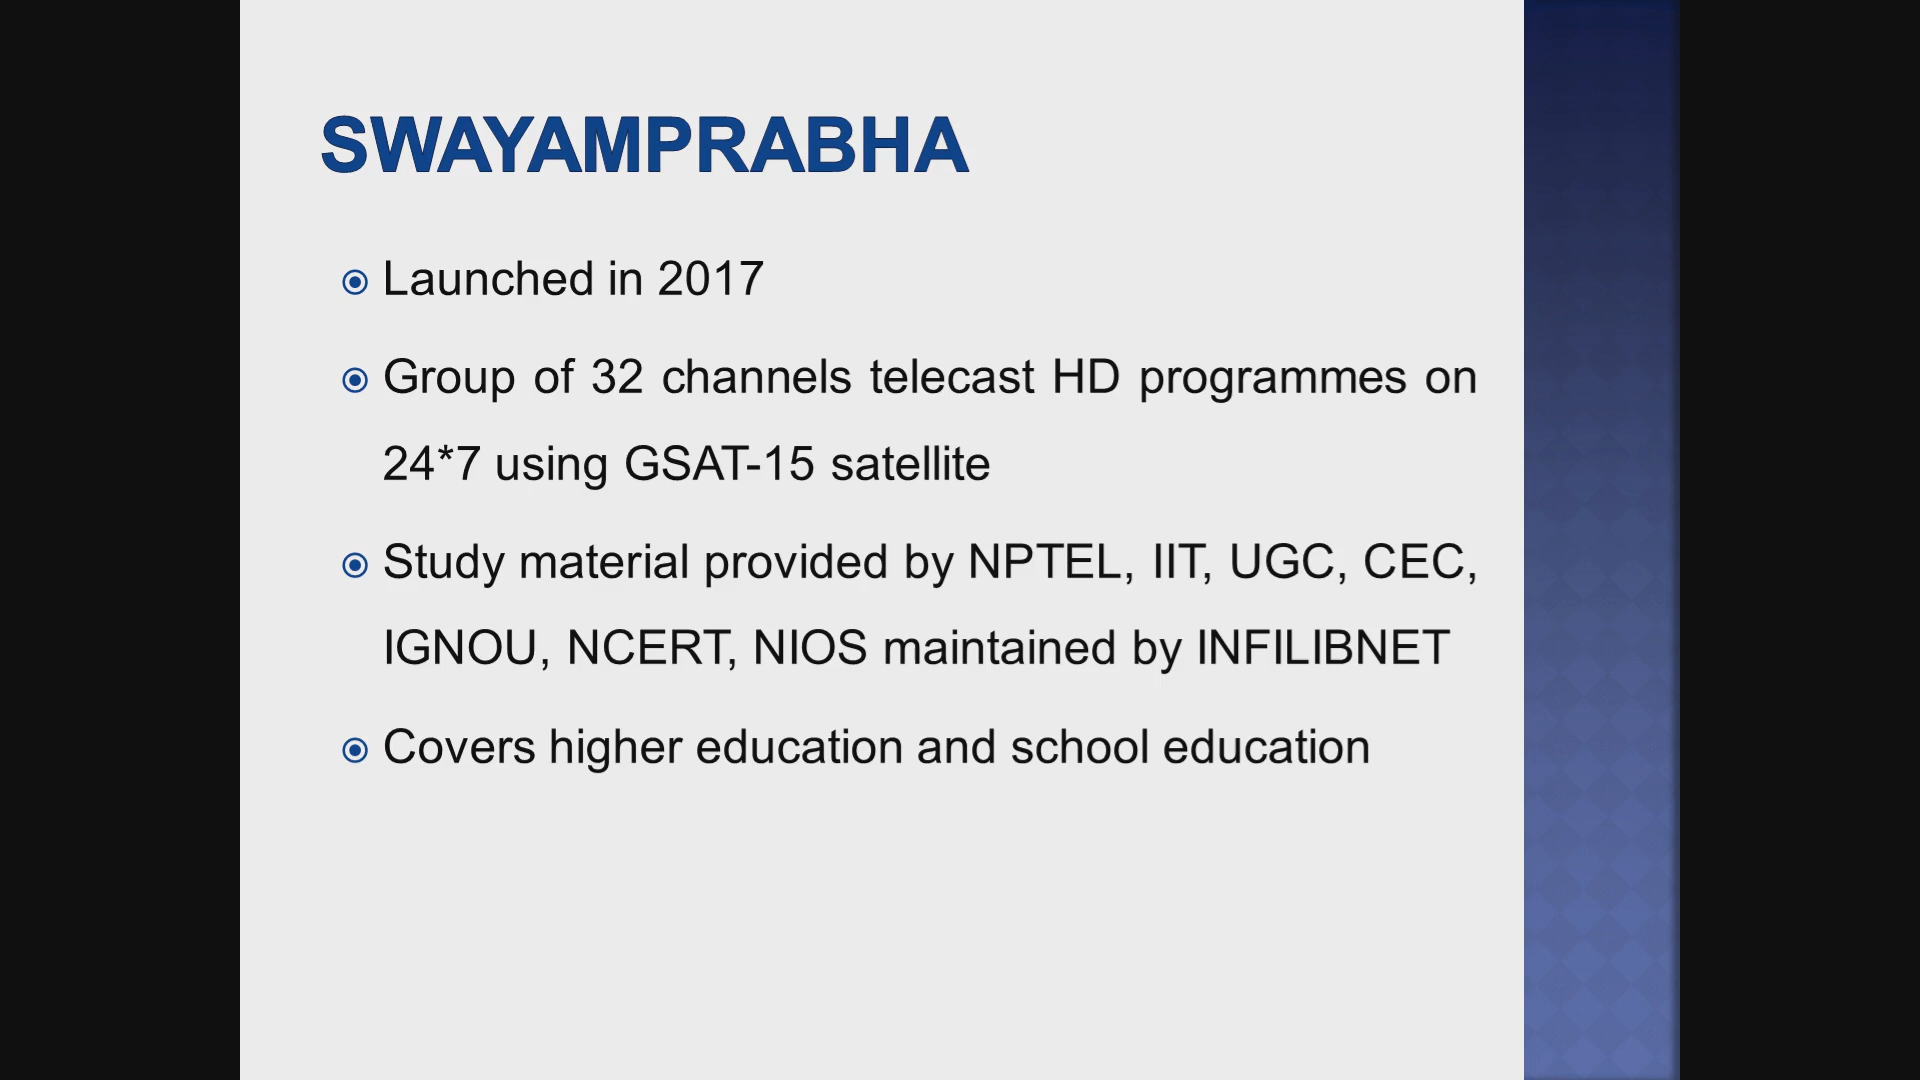 SWAYAMPRABHA
Launched in 2017
Group of 32 channels telecast HD programmes on
24*7 using GSAT-15 satellite
Study material provided by NPTEL, IIT, UGC, CEC,
IGNOU, NCERT, NIOS maintained by INFILIBNET
Covers higher education and school education